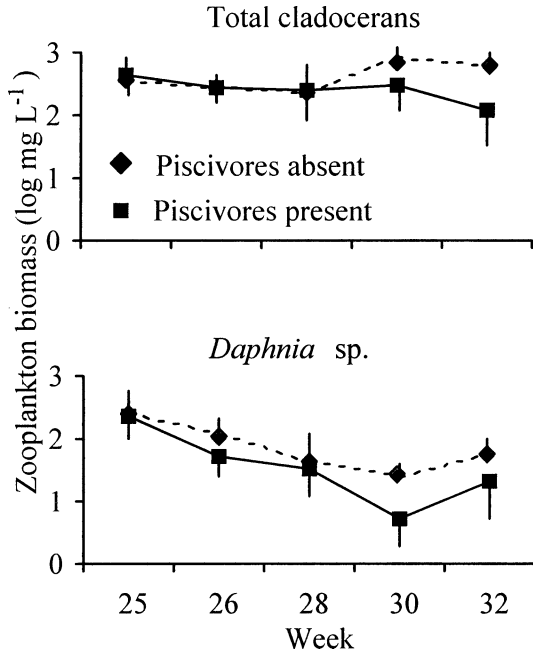 Total cladocerans
3
2
1
0
Piscivores absent
Piscivores present
Zooplankton biomass (log mg L-1)
Daphnia sp.
3
2
1
0
25 26 28 30 32
Week